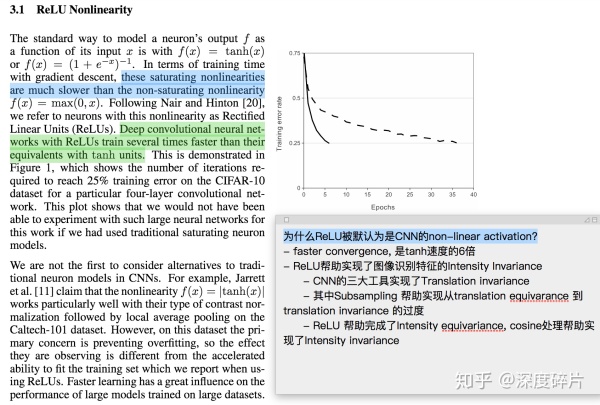 3.1 ReLU Nonlinearity
The standard way to model a neuron's output f as
a function of its input x is with f(x) = tanh(x)
or f(x) = (1 + e⁻ˣ)⁻¹. In terms of training time
with gradient descent, these saturating nonlinearities
are much slower than the non-saturating nonlinearity
f(x) = max(0, x). Following Nair and Hinton [20],
we refer to neurons with this nonlinearity as Rectified
Linear Units (ReLUs). Deep convolutional neural net-
works with ReLUs train several times faster than their
equivalents with tanh units. This is demonstrated in
Figure 1, which shows the number of iterations re-
quired to reach 25% training error on the CIFAR-10
dataset for a particular four-layer convolutional net-
work. This plot shows that we would not have been
able to experiment with such large neural networks for
this work if we had used traditional saturating neuron
models.
We are not the first to consider alternatives to tradi-
tional neuron models in CNNs. For example, Jarrett
et al. [11] claim that the nonlinearity f(x) = |tanh(x)|
works particularly well with their type of contrast nor-
malization followed by local average pooling on the
Caltech-101 dataset. However, on this dataset the pri-
mary concern is preventing overfitting, so the effect
they are observing is different from the accelerated
ability to fit the training set which we report when us-
ing ReLUs. Faster learning has a great influence on the
performance of large models trained on large datasets.
Training error rate
0.75
0.5
0.25
0
0 5 10 15 20 25 30 35 40
Epochs
为什么ReLU被默认为是CNN的non-linear activation?
- faster convergence, 是tanh速度的6倍
- ReLU帮助实现了图像识别特征的Intensity Invariance
- CNN的三大工具实现了Translation invariance
- 其中Subsampling 帮助实现从translation equivarance 到
translation invariance 的过度
- ReLU 帮助完成了Intensity equivariance, cosine处理帮助实
现了Intensity invariance
知乎 @深度碎片